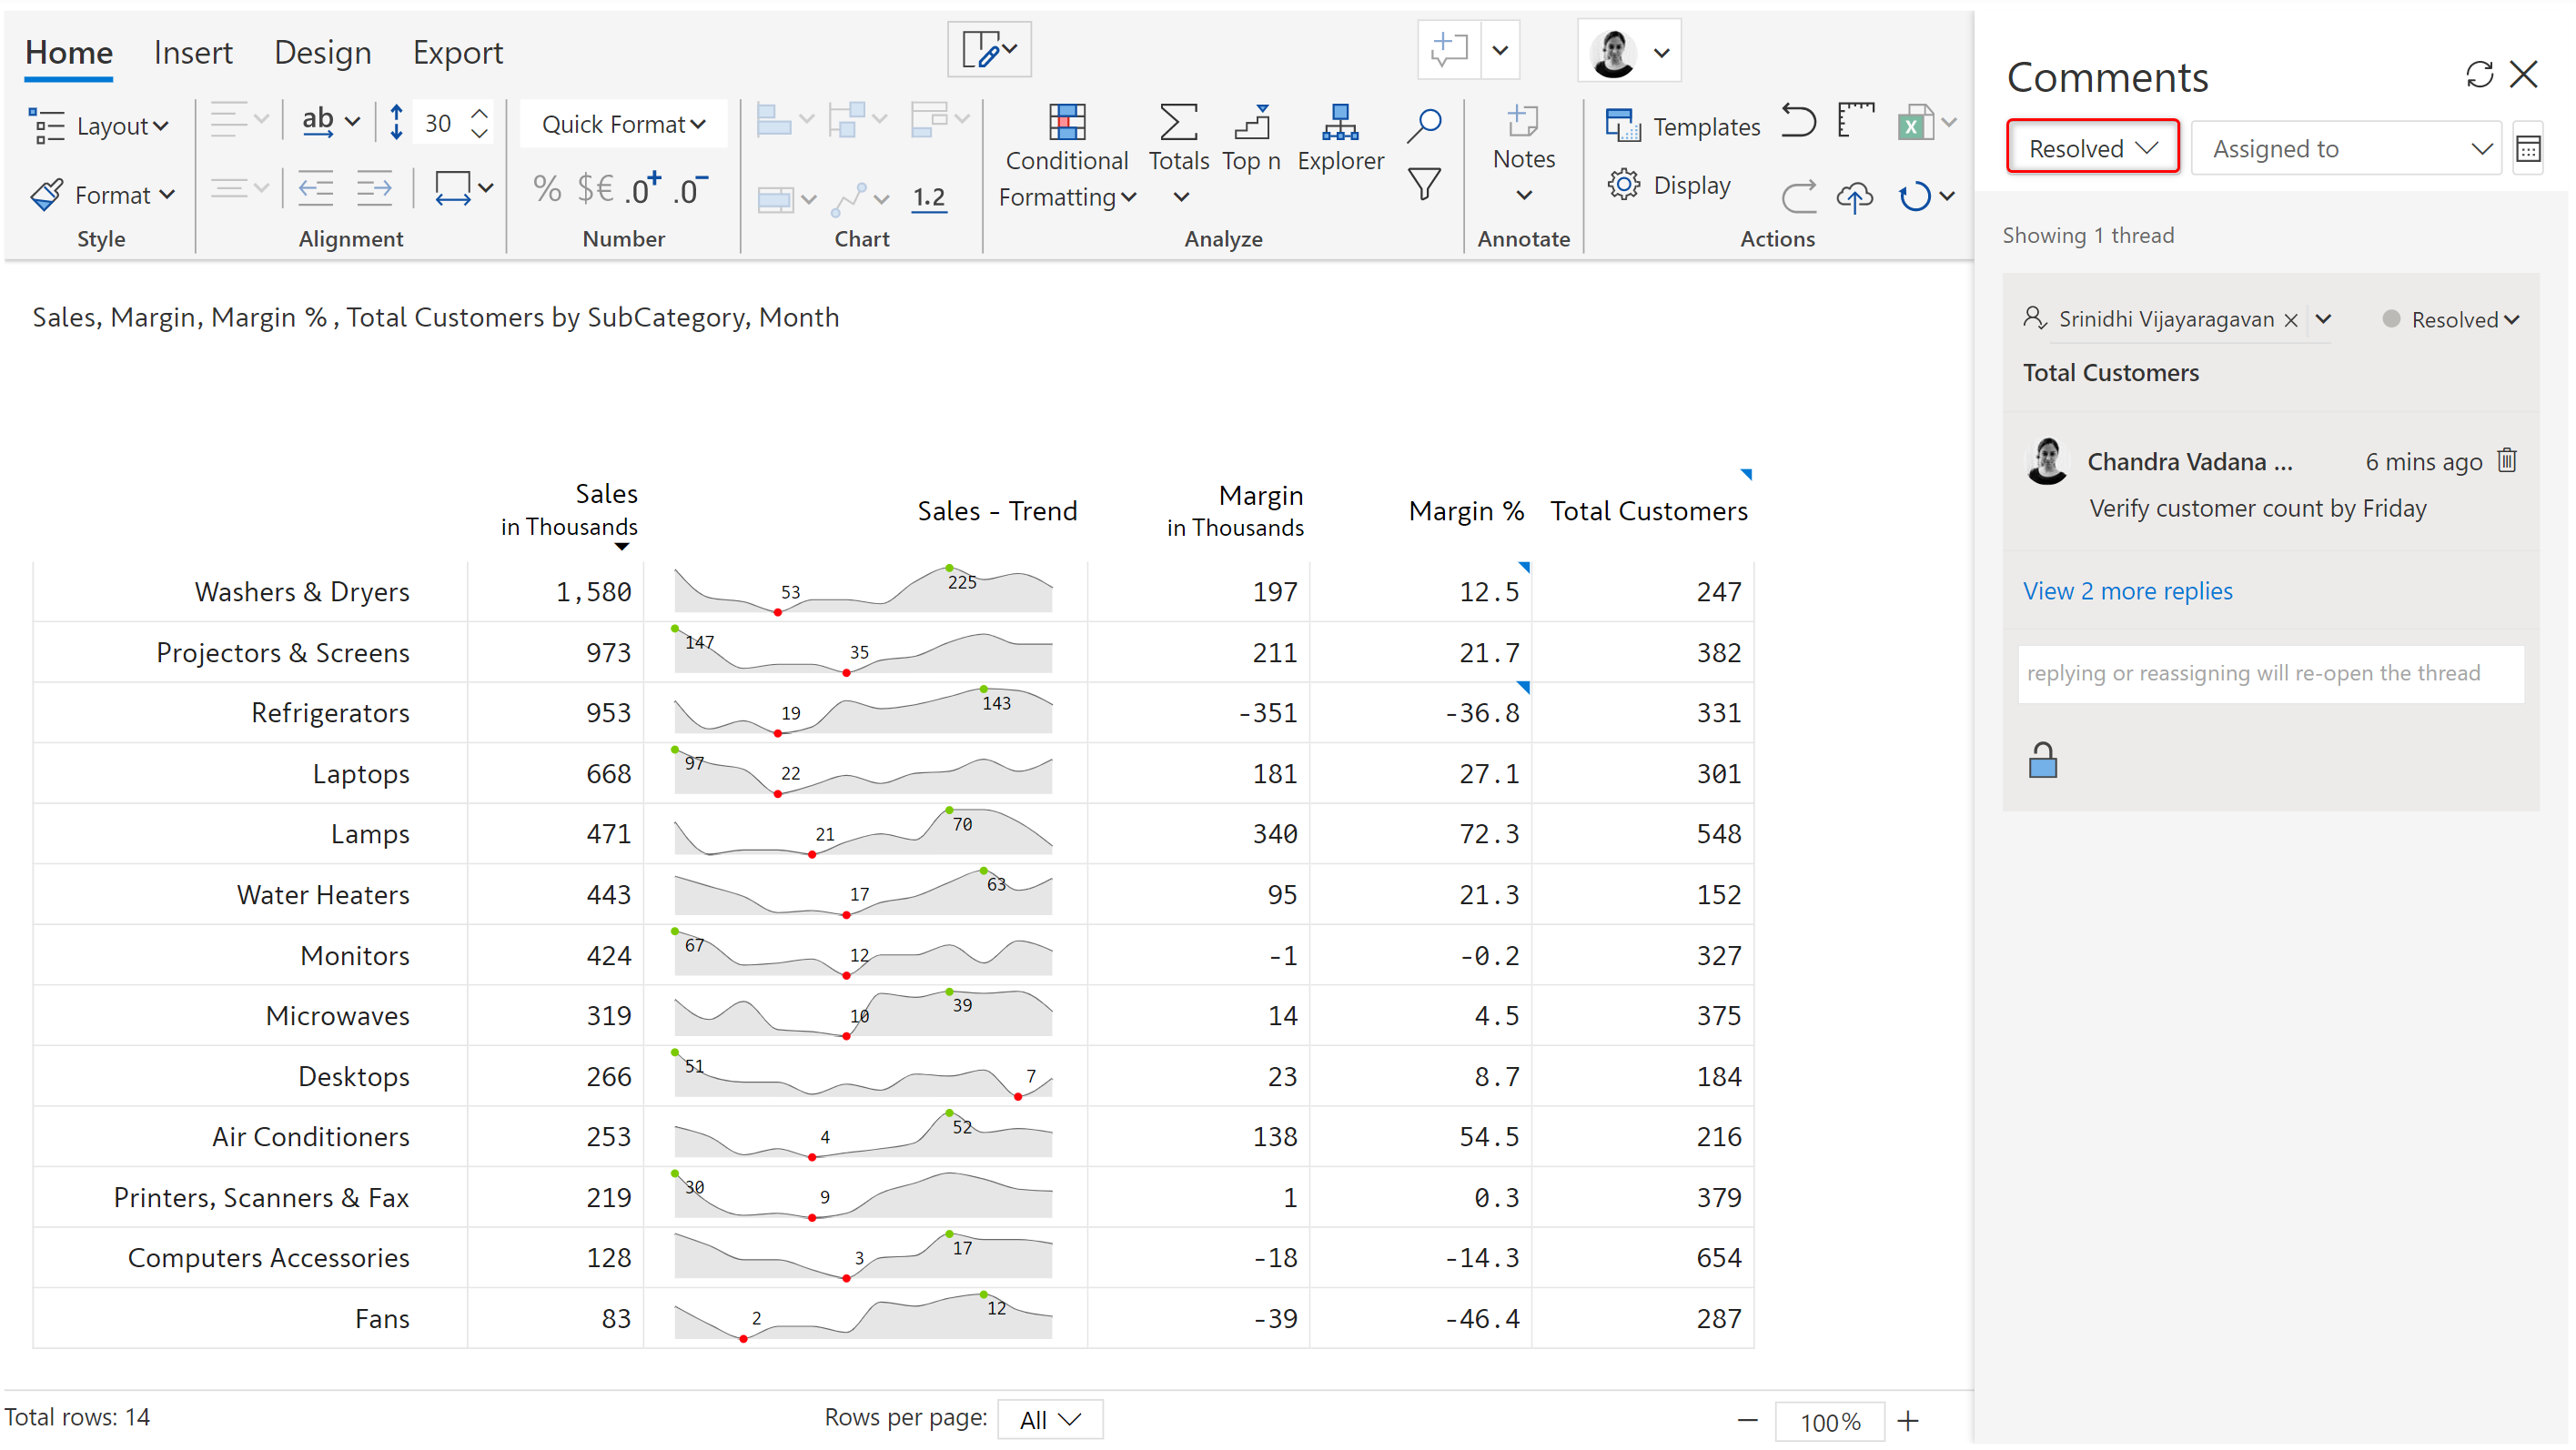 Home Insert Design Export
Layout ab 30 Quick Format Conditional Formatting Totals Top n Explorer Notes Templates
Format % $€ .0+ .0- 1.2 Display
Style Alignment Number Chart Analyze Annotate Actions
Sales, Margin, Margin % , Total Customers by SubCategory, Month
Sales in Thousands Sales - Trend Margin in Thousands Margin % Total Customers
Washers & Dryers 1,580 53 225 197 12.5 247
Projectors & Screens 973 147 35 211 21.7 382
Refrigerators 953 19 143 -351 -36.8 331
Laptops 668 97 22 181 27.1 301
Lamps 471 21 70 340 72.3 548
Water Heaters 443 17 63 95 21.3 152
Monitors 424 67 12 -1 -0.2 327
Microwaves 319 10 39 14 4.5 375
Desktops 266 51 7 23 8.7 184
Air Conditioners 253 4 52 138 54.5 216
Printers, Scanners & Fax 219 30 9 1 0.3 379
Computers Accessories 128 3 17 -18 -14.3 654
Fans 83 2 12 -39 -46.4 287
Total rows: 14 Rows per page: All 100%
Comments
Resolved Assigned to
Showing 1 thread
Srinidhi Vijayaragavan Resolved
Total Customers
Chandra Vadana ... 6 mins ago
Verify customer count by Friday
View 2 more replies
replying or reassigning will re-open the thread